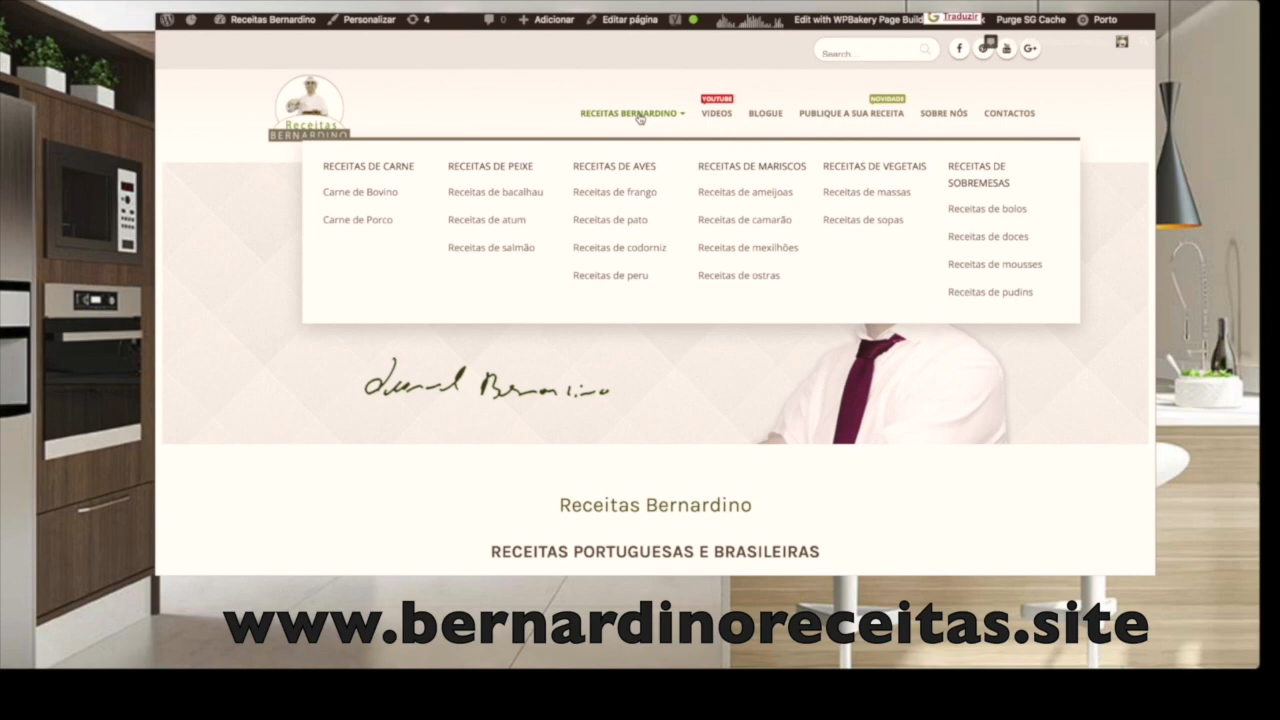 Receitas Bernardino Personalizar 4 0 Adicionar Editar página Edit with WPBakery Page Build Traduzir k Purge SG Cache Porto
Search...
Receitas
BERNARDINO
YOUTUBE NOVIDADE
RECEITAS BERNARDINO VIDEOS BLOGUE PUBLIQUE A SUA RECEITA SOBRE NÓS CONTACTOS
RECEITAS DE CARNE
Carne de Bovino
Carne de Porco
RECEITAS DE PEIXE
Receitas de bacalhau
Receitas de atum
Receitas de salmão
RECEITAS DE AVES
Receitas de frango
Receitas de pato
Receitas de codorniz
Receitas de peru
RECEITAS DE MARISCOS
Receitas de ameijoas
Receitas de camarão
Receitas de mexilhões
Receitas de ostras
RECEITAS DE VEGETAIS
Receitas de massas
Receitas de sopas
RECEITAS DE
SOBREMESAS
Receitas de bolos
Receitas de doces
Receitas de mousses
Receitas de pudins
Bernardino
Receitas Bernardino
RECEITAS PORTUGUESAS E BRASILEIRAS
www.bernardinoreceitas.site